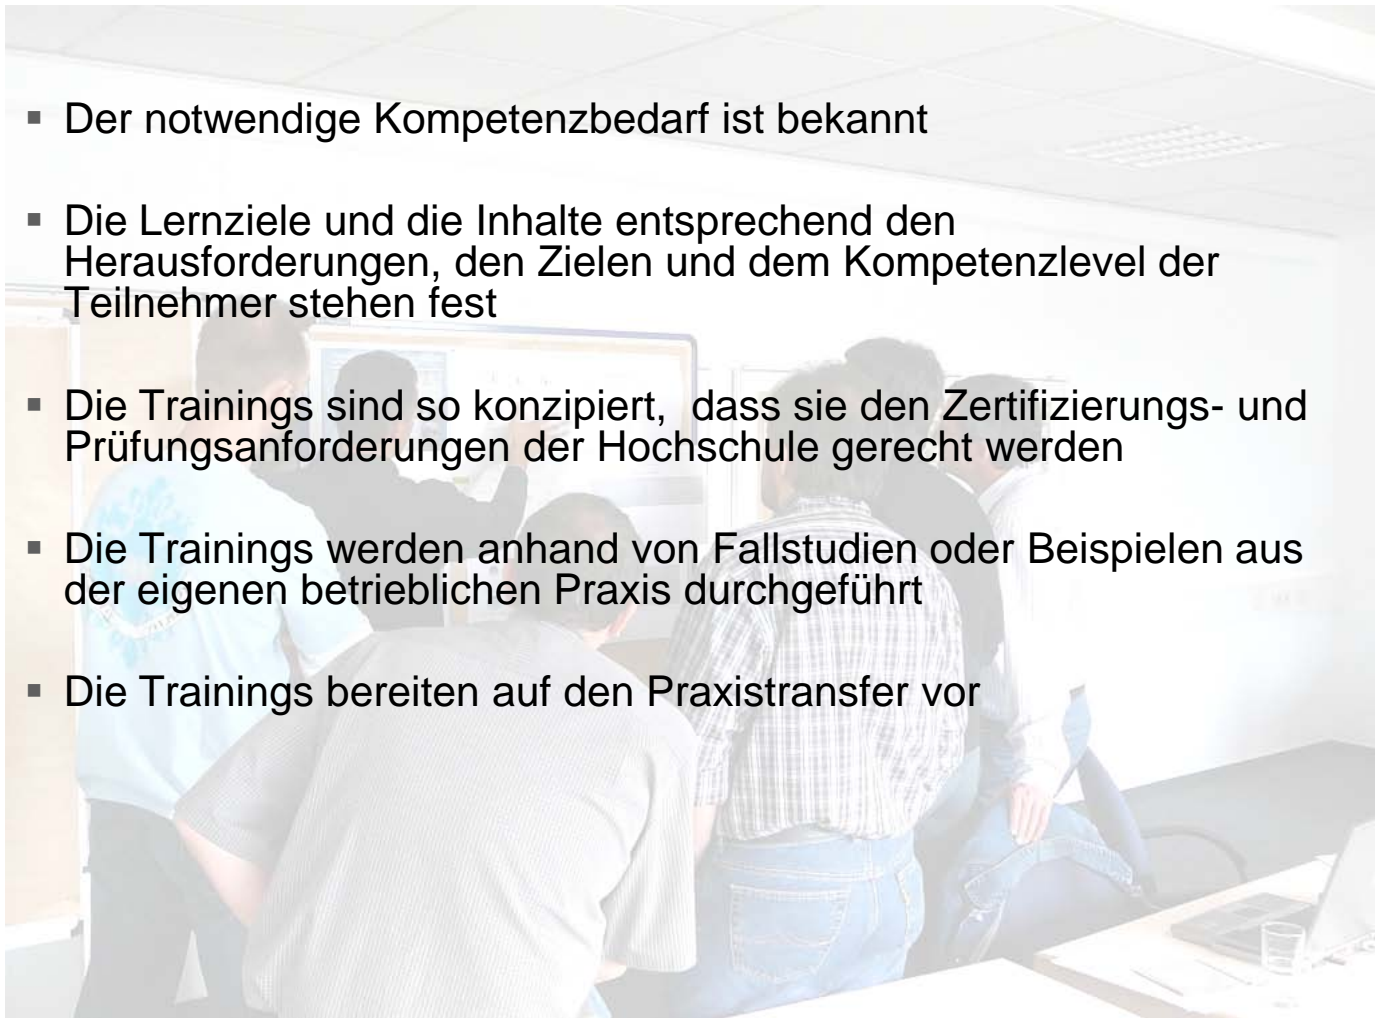 ▪ Der notwendige Kompetenzbedarf ist bekannt
▪ Die Lernziele und die Inhalte entsprechend den
Herausforderungen, den Zielen und dem Kompetenzlevel der
Teilnehmer stehen fest
▪ Die Trainings sind so konzipiert,  dass sie den Zertifizierungs- und
Prüfungsanforderungen der Hochschule gerecht werden
▪ Die Trainings werden anhand von Fallstudien oder Beispielen aus
der eigenen betrieblichen Praxis durchgeführt
▪ Die Trainings bereiten auf den Praxistransfer vor